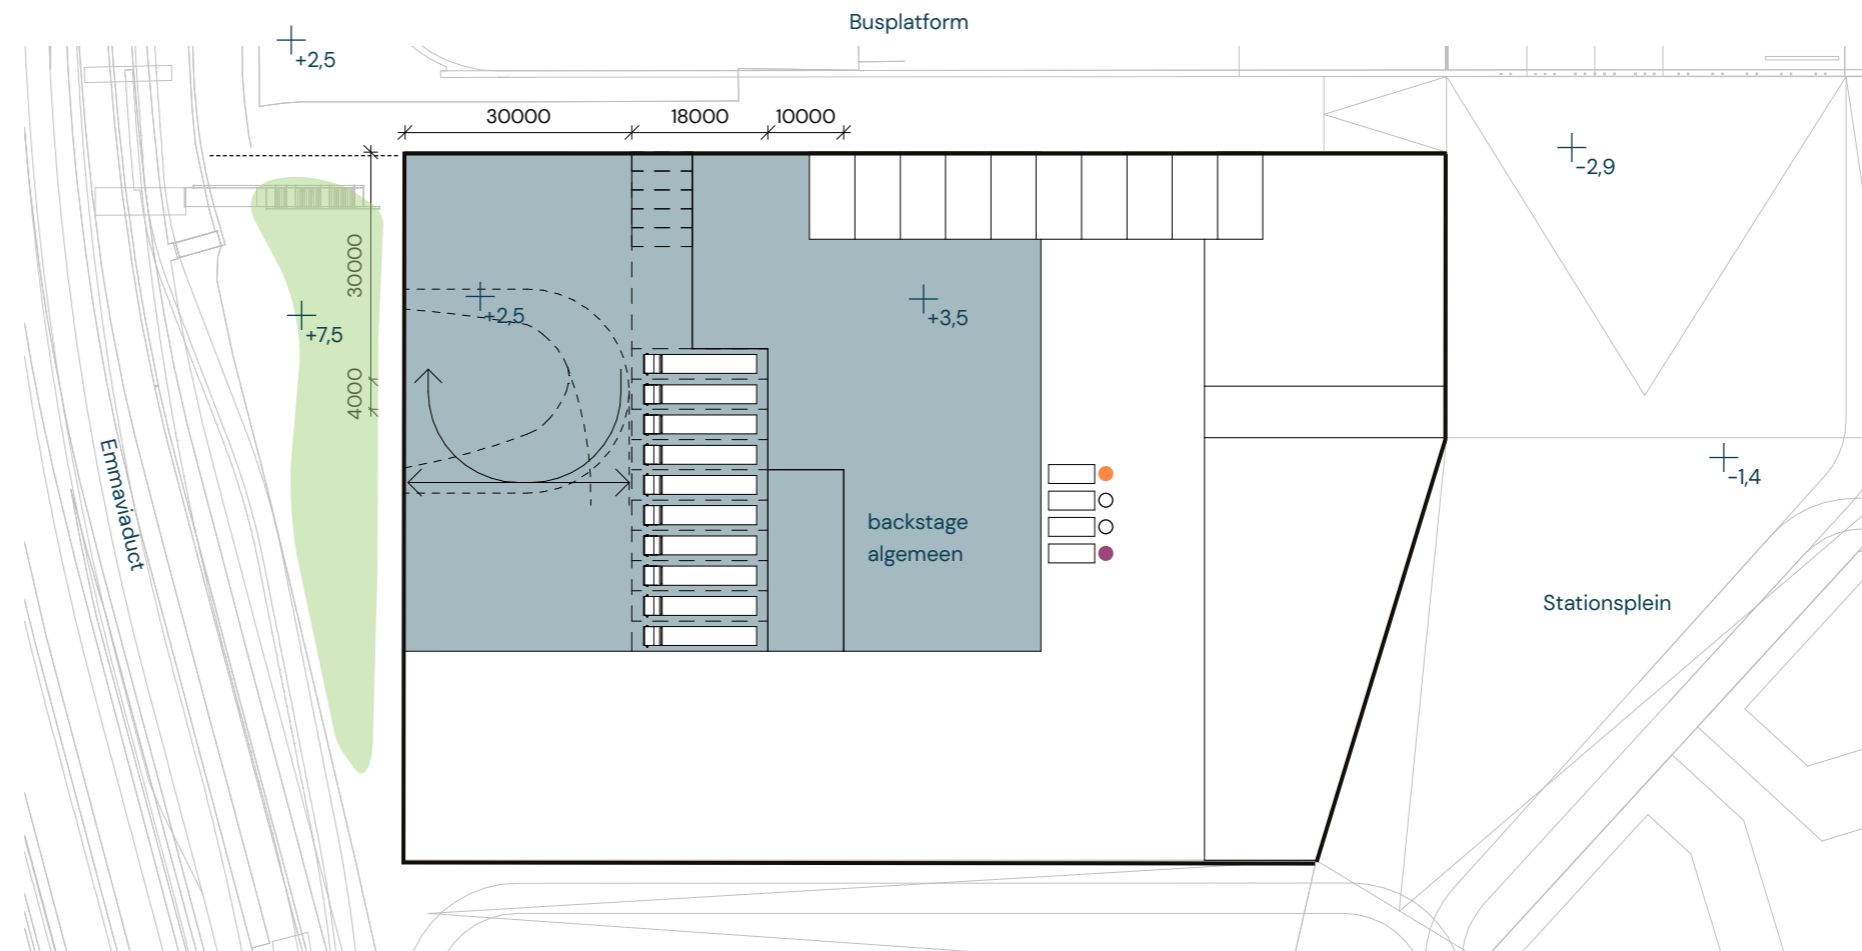 Busplatform
+2,5
30000
18000
10000
-2,9
30000
+2,5
+3,5
+7,5
4000
Emmaviaduct
-1,4
backstage
algemeen
Stationsplein